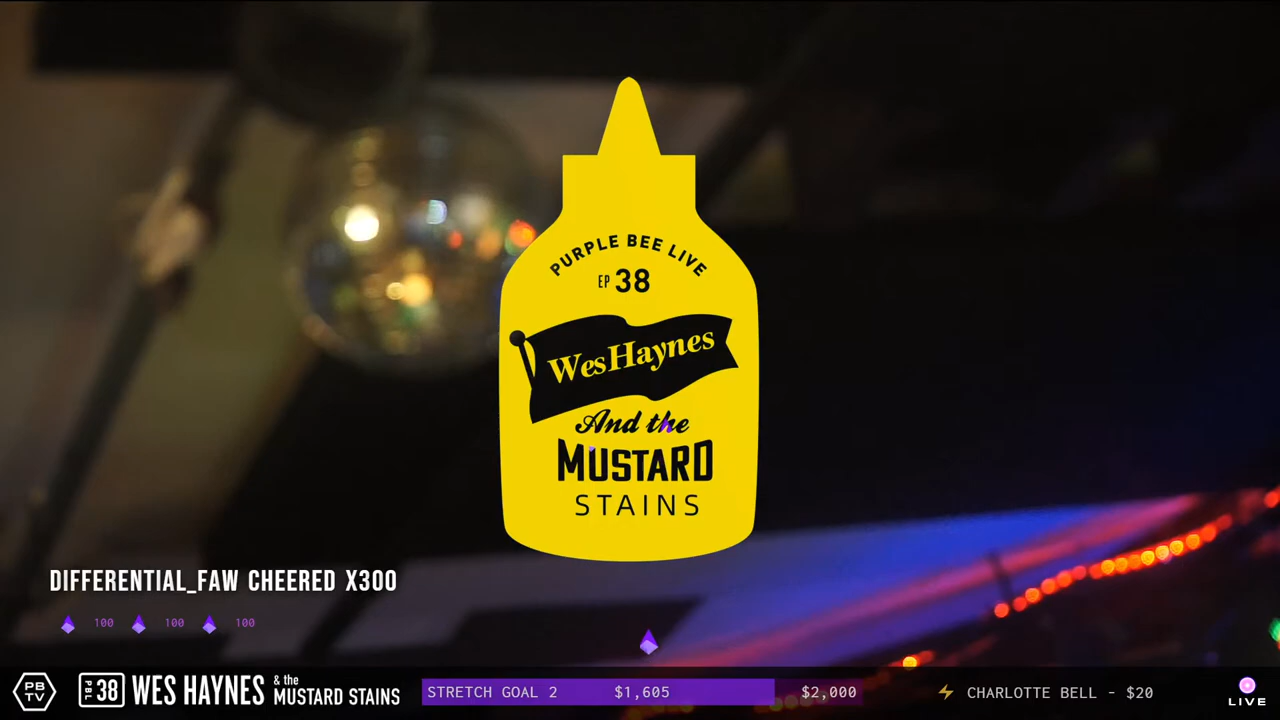 PURPLE BEE LIVE
EP 38
Wes Haynes
And the
MUSTARD
STAINS
DIFFERENTIAL_FAW CHEERED X300
100 100 100
PB
TV
PBL 38 WES HAYNES & the MUSTARD STAINS
STRETCH GOAL 2 $1,605 $2,000
CHARLOTTE BELL - $20
LIVE